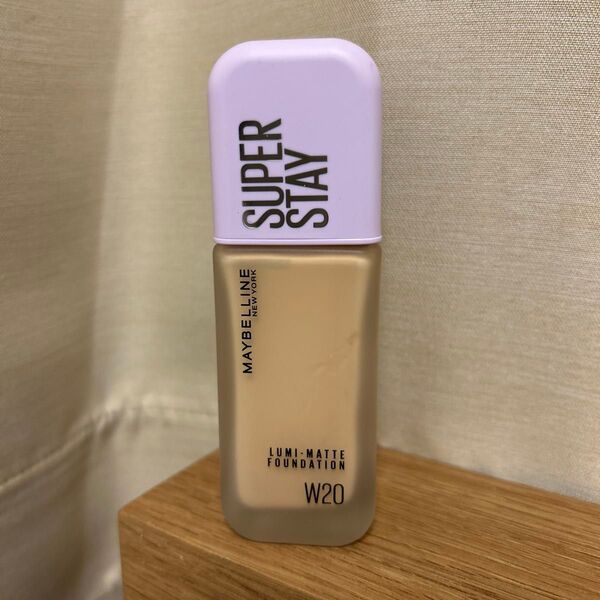 SUPER
STAY
MAYBELLINE
NEW YORK
LUMI-MATTE
FOUNDATION
W20